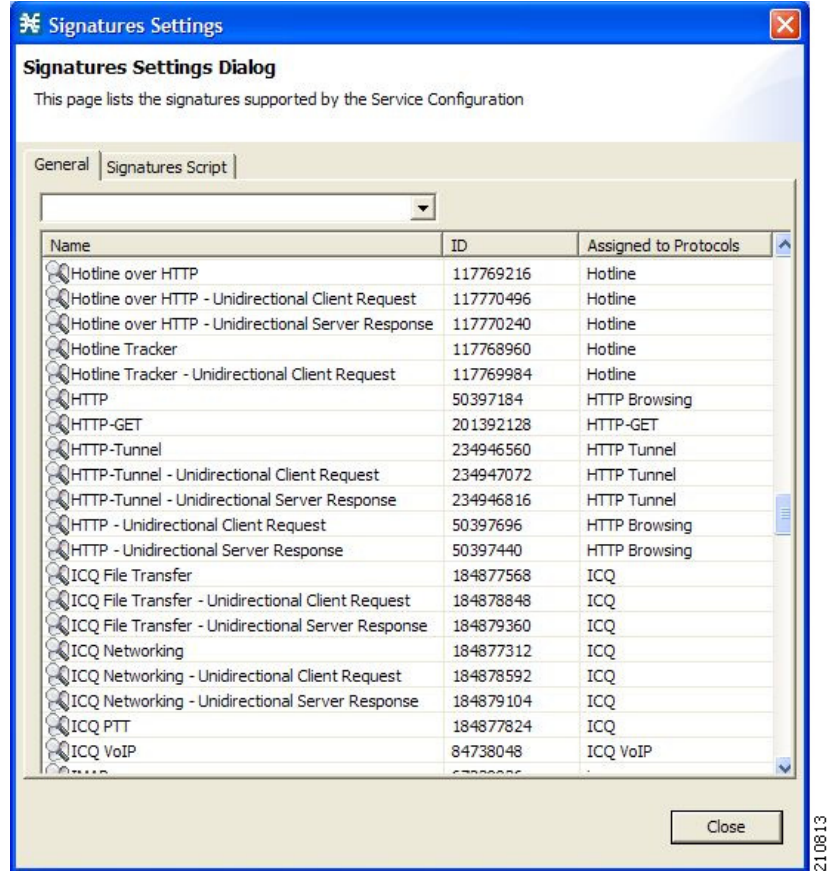 Signatures Settings
Signatures Settings Dialog
This page lists the signatures supported by the Service Configuration
General Signatures Script
Name ID Assigned to Protocols
Hotline over HTTP 117769216 Hotline
Hotline over HTTP - Unidirectional Client Request 117770496 Hotline
Hotline over HTTP - Unidirectional Server Response 117770240 Hotline
Hotline Tracker 117768960 Hotline
Hotline Tracker - Unidirectional Client Request 117769984 Hotline
HTTP 50397184 HTTP Browsing
HTTP-GET 201392128 HTTP-GET
HTTP-Tunnel 234946560 HTTP Tunnel
HTTP-Tunnel - Unidirectional Client Request 234947072 HTTP Tunnel
HTTP-Tunnel - Unidirectional Server Response 234946816 HTTP Tunnel
HTTP - Unidirectional Client Request 50397696 HTTP Browsing
HTTP - Unidirectional Server Response 50397440 HTTP Browsing
ICQ File Transfer 184877568 ICQ
ICQ File Transfer - Unidirectional Client Request 184878848 ICQ
ICQ File Transfer - Unidirectional Server Response 184879360 ICQ
ICQ Networking 184877312 ICQ
ICQ Networking - Unidirectional Client Request 184878592 ICQ
ICQ Networking - Unidirectional Server Response 184879104 ICQ
ICQ PTT 184877824 ICQ
ICQ VoIP 84738048 ICQ VoIP
Close
210813